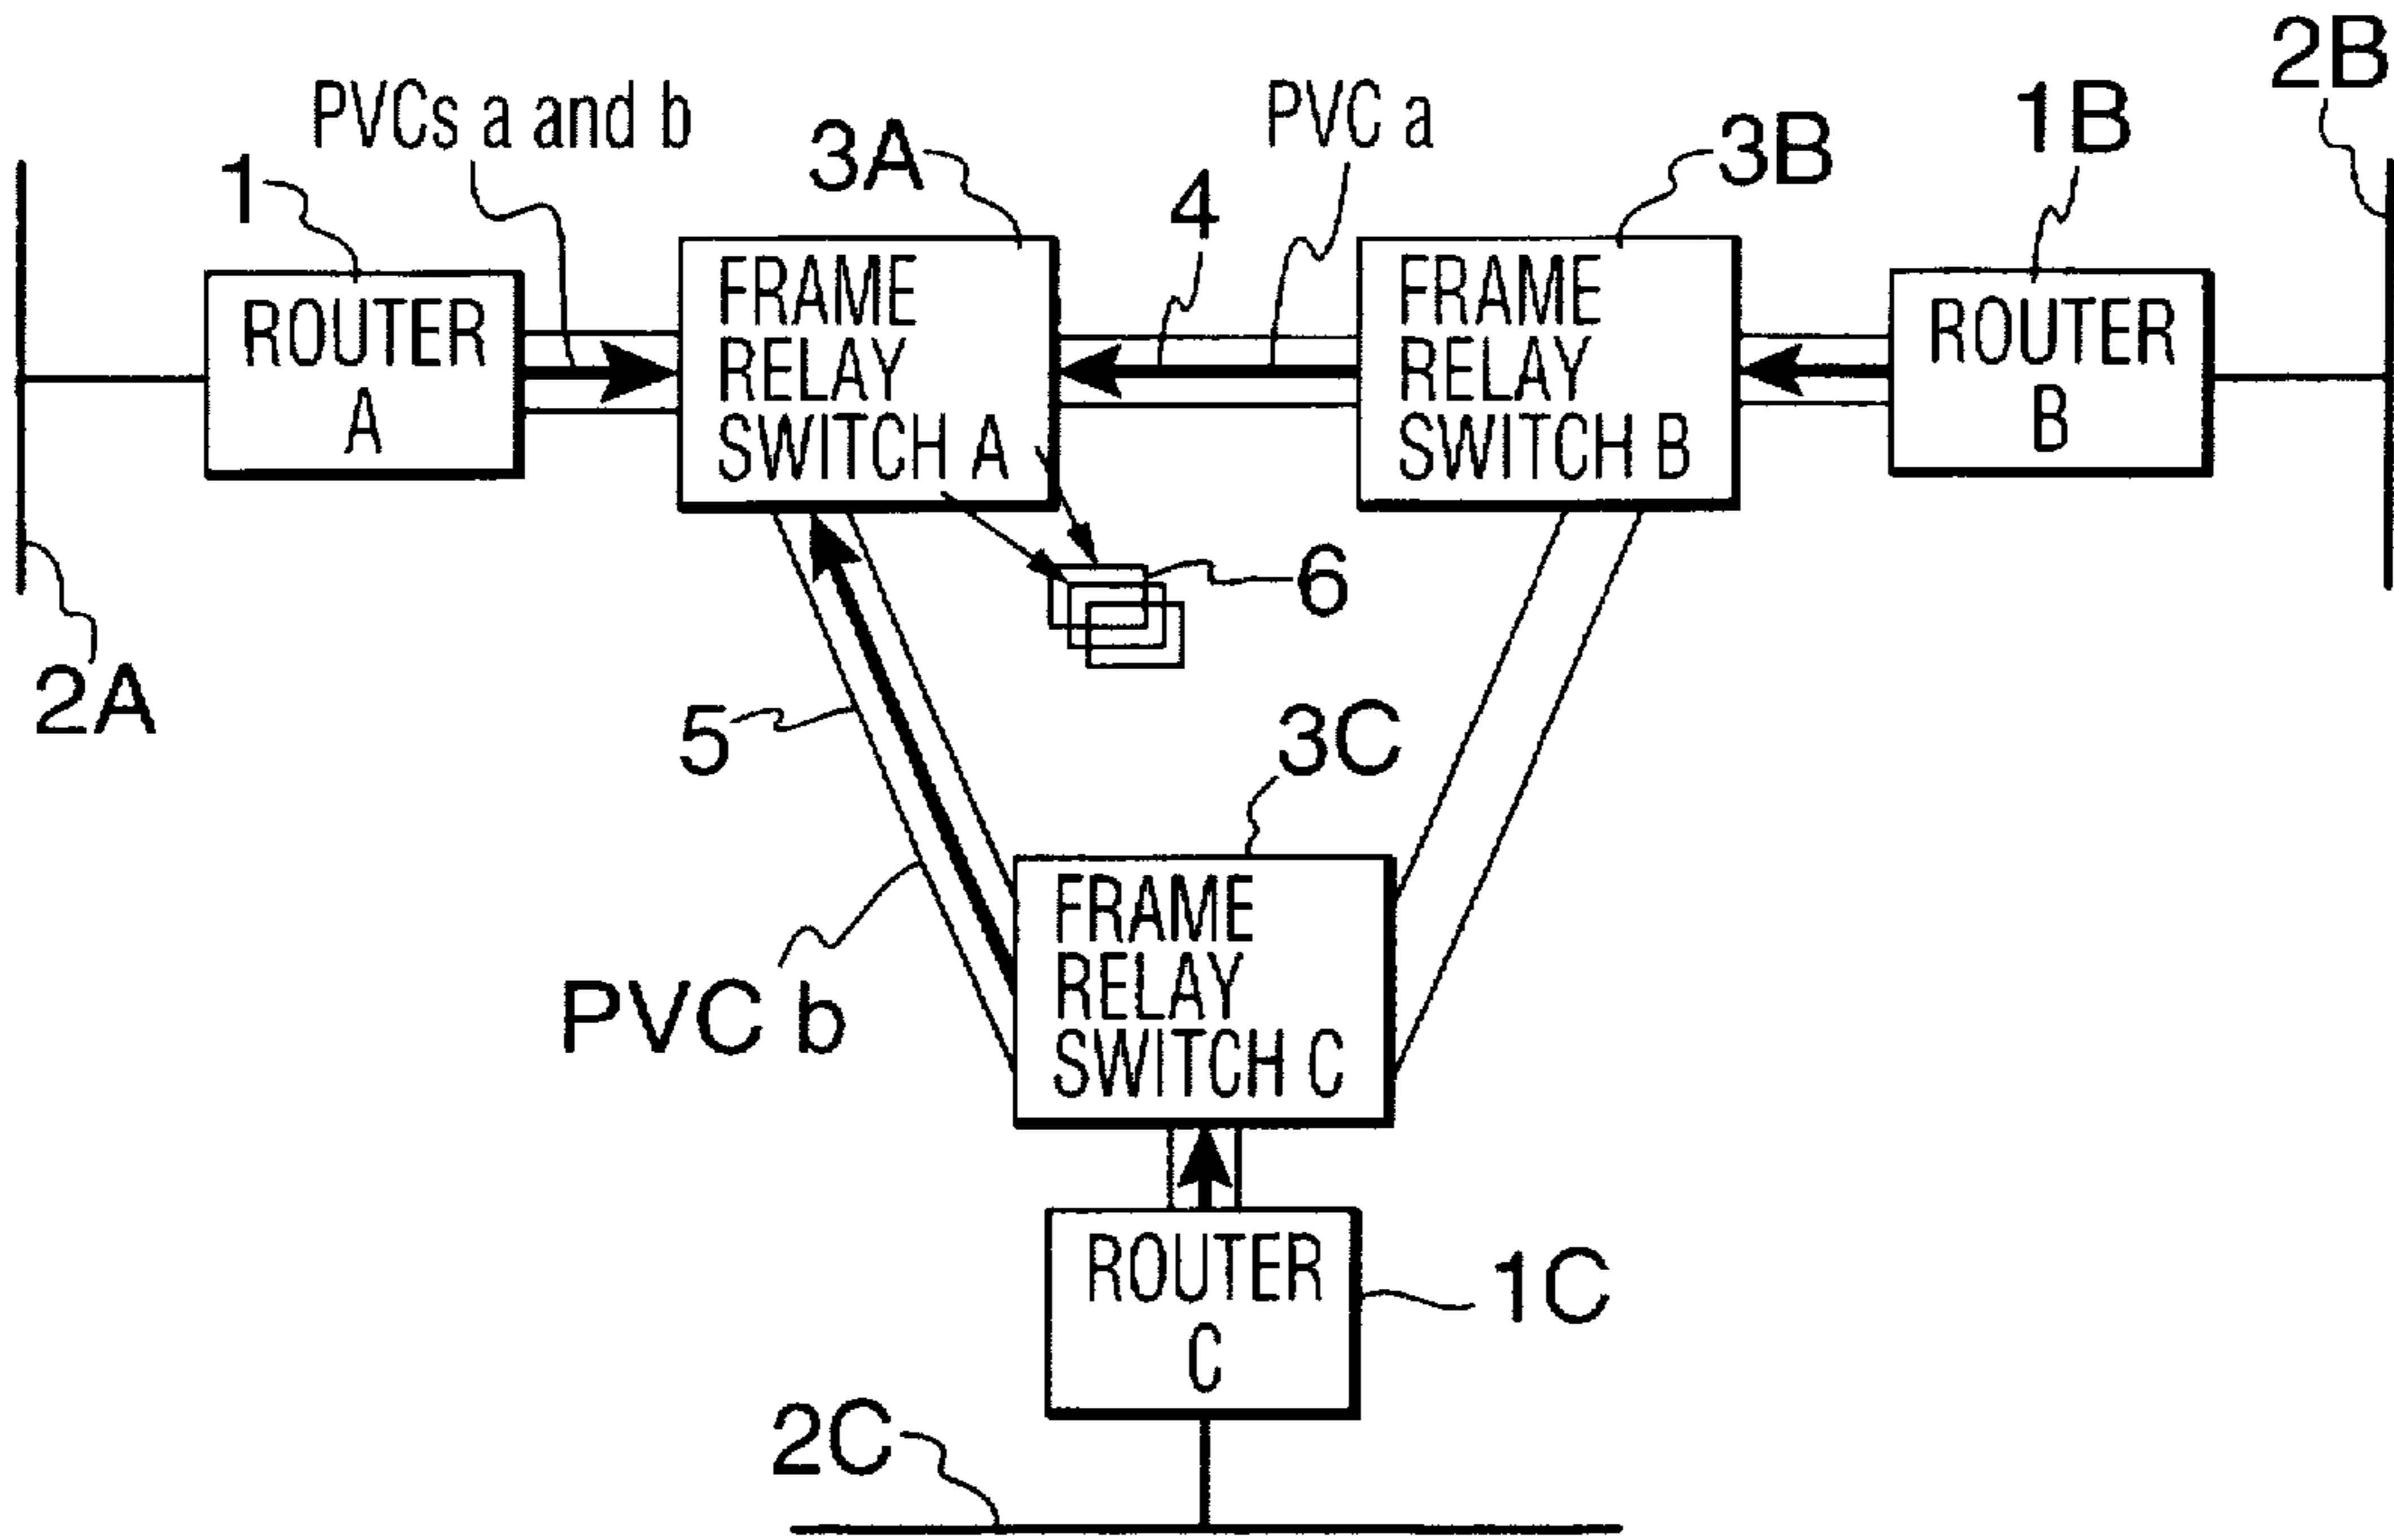 2B
PVCs a and b
PVC a
1B
3A
3B
1
4
FRAME
RELAY
SWITCH A
FRAME
RELAY
SWITCH B
ROUTER
A
ROUTER
B
6
2A
5
3C
FRAME
RELAY
SWITCH C
PVC b
ROUTER
C
1C
2C